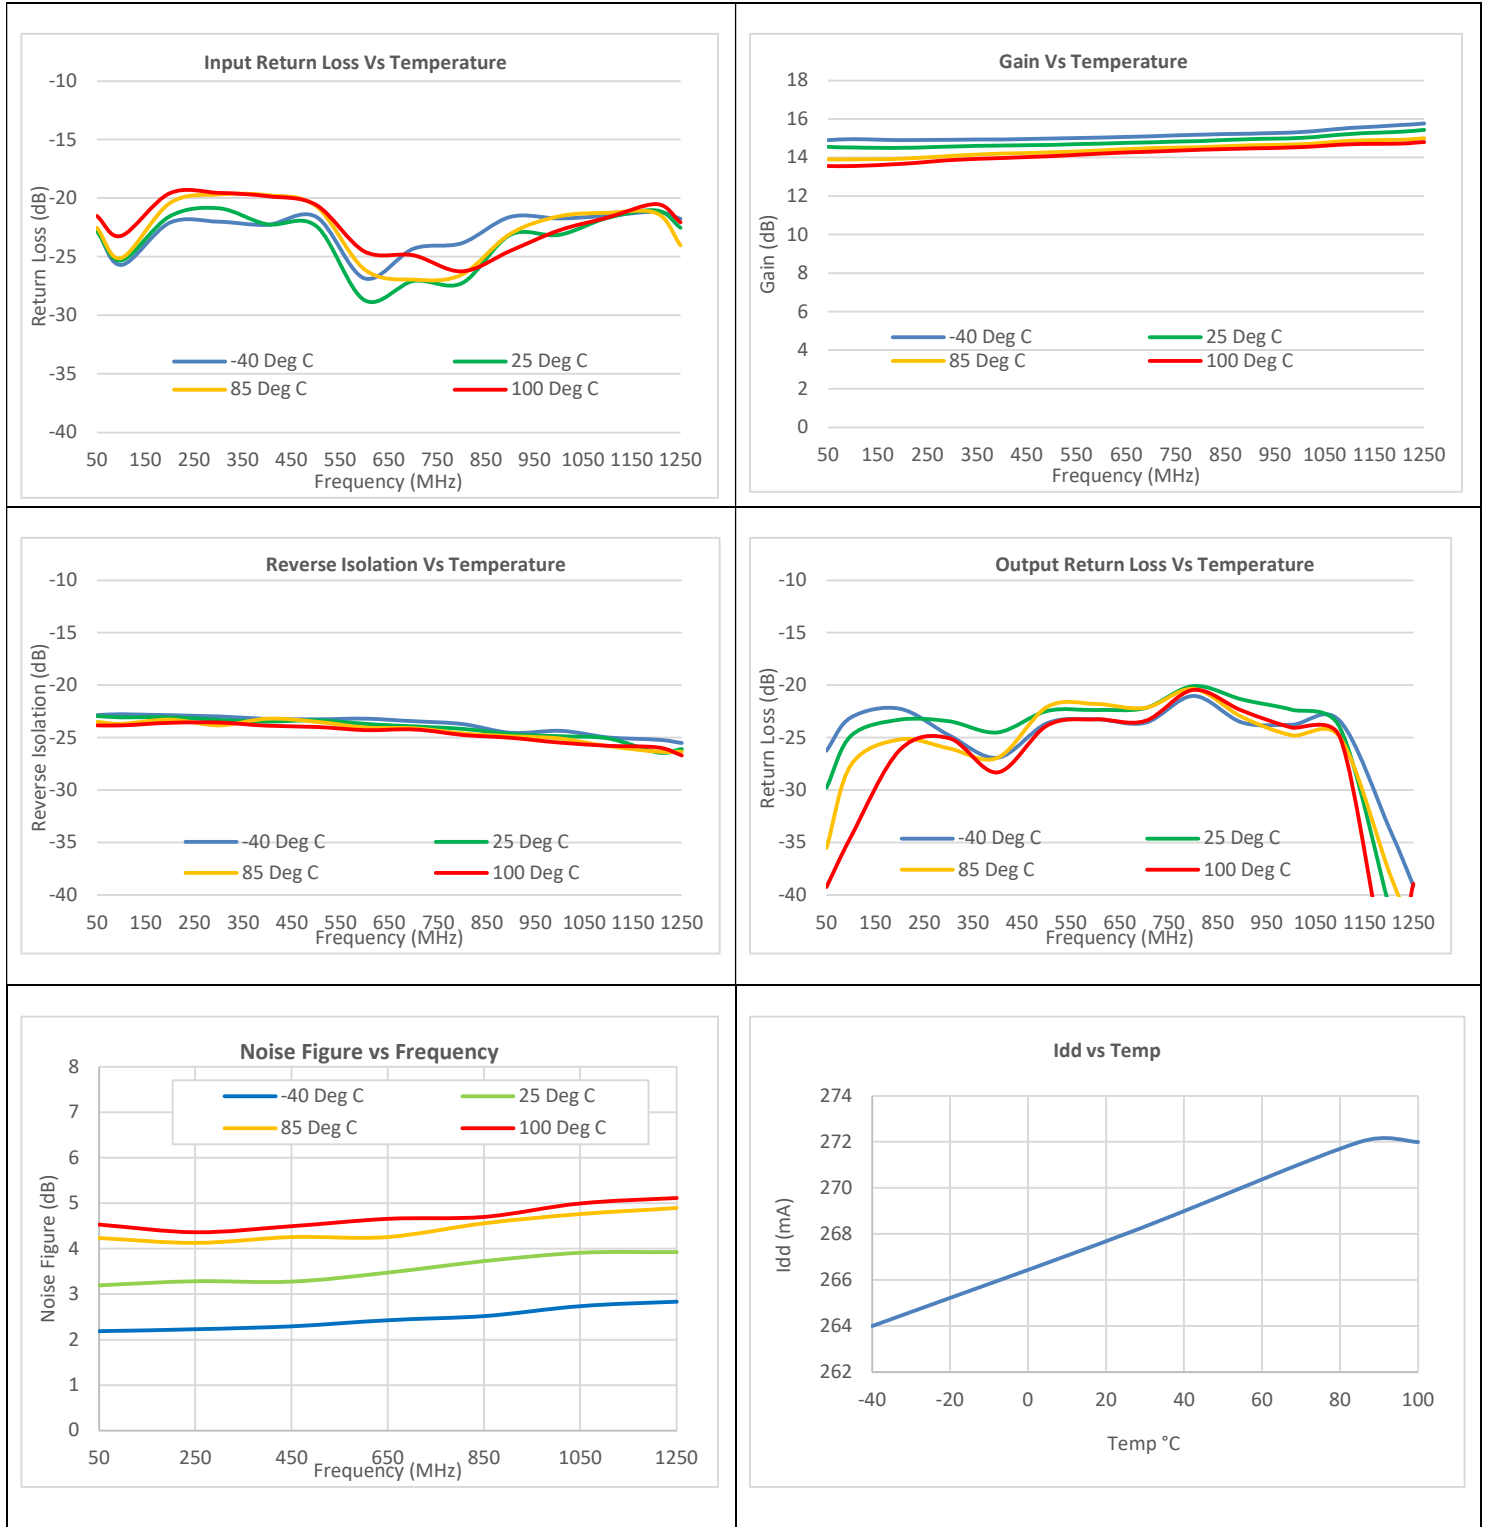 Input Return Loss Vs Temperature
-10
-15
-20
-25
-30
-35
-40
Return Loss (dB)
-40 Deg C
25 Deg C
85 Deg C
100 Deg C
50 150 250 350 450 550 650 750 850 950 1050 1150 1250
Frequency (MHz)
Gain Vs Temperature
18
16
14
12
10
8
6
4
2
0
Gain (dB)
-40 Deg C
25 Deg C
85 Deg C
100 Deg C
50 150 250 350 450 550 650 750 850 950 1050 1150 1250
Frequency (MHz)
Reverse Isolation Vs Temperature
-10
-15
-20
-25
-30
-35
-40
Reverse Isolation (dB)
-40 Deg C
25 Deg C
85 Deg C
100 Deg C
50 150 250 350 450 550 650 750 850 950 1050 1150 1250
Frequency (MHz)
Output Return Loss Vs Temperature
-10
-15
-20
-25
-30
-35
-40
Return Loss (dB)
-40 Deg C
25 Deg C
85 Deg C
100 Deg C
50 150 250 350 450 550 650 750 850 950 1050 1150 1250
Frequency (MHz)
Noise Figure vs Frequency
8
7
6
5
4
3
2
1
0
Noise Figure (dB)
-40 Deg C
25 Deg C
85 Deg C
100 Deg C
50 250 450 650 850 1050 1250
Frequency (MHz)
Idd vs Temp
274
272
270
268
266
264
262
Idd (mA)
-40 -20 0 20 40 60 80 100
Temp °C